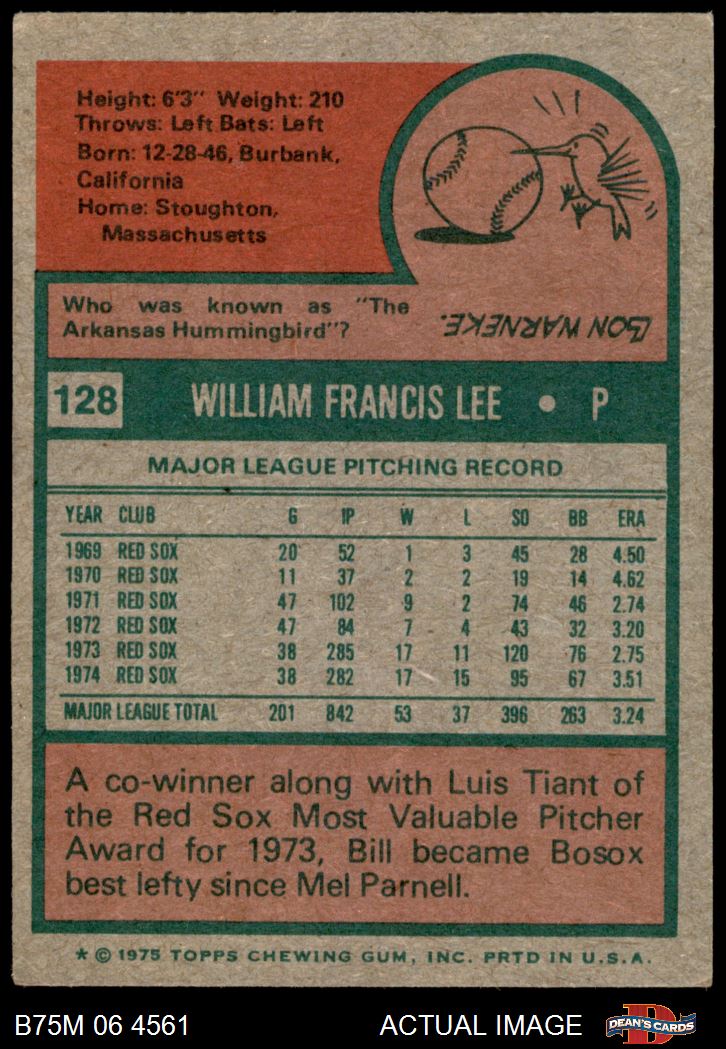 Height: 6'3" Weight: 210
Throws: Left Bats: Left
Born: 12-28-46, Burbank,
California
Home: Stoughton,
Massachusetts
Who was known as "The
Arkansas Hummingbird"?
LON WARNEKE.
128 WILLIAM FRANCIS LEE • P
MAJOR LEAGUE PITCHING RECORD
YEAR CLUB G IP W L SO BB ERA
1969 RED SOX 20 52 1 3 45 28 4.50
1970 RED SOX 11 37 2 2 19 14 4.62
1971 RED SOX 47 102 9 2 74 46 2.74
1972 RED SOX 47 84 7 4 43 32 3.20
1973 RED SOX 38 285 17 11 120 76 2.75
1974 RED SOX 38 282 17 15 95 67 3.51
MAJOR LEAGUE TOTAL 201 842 53 37 396 263 3.24
A co-winner along with Luis Tiant of
the Red Sox Most Valuable Pitcher
Award for 1973, Bill became Bosox
best lefty since Mel Parnell.
* © 1975 TOPPS CHEWING GUM, INC. PRTD IN U.S.A.
B75M 06 4561 ACTUAL IMAGE
D
DEAN'S CARDS